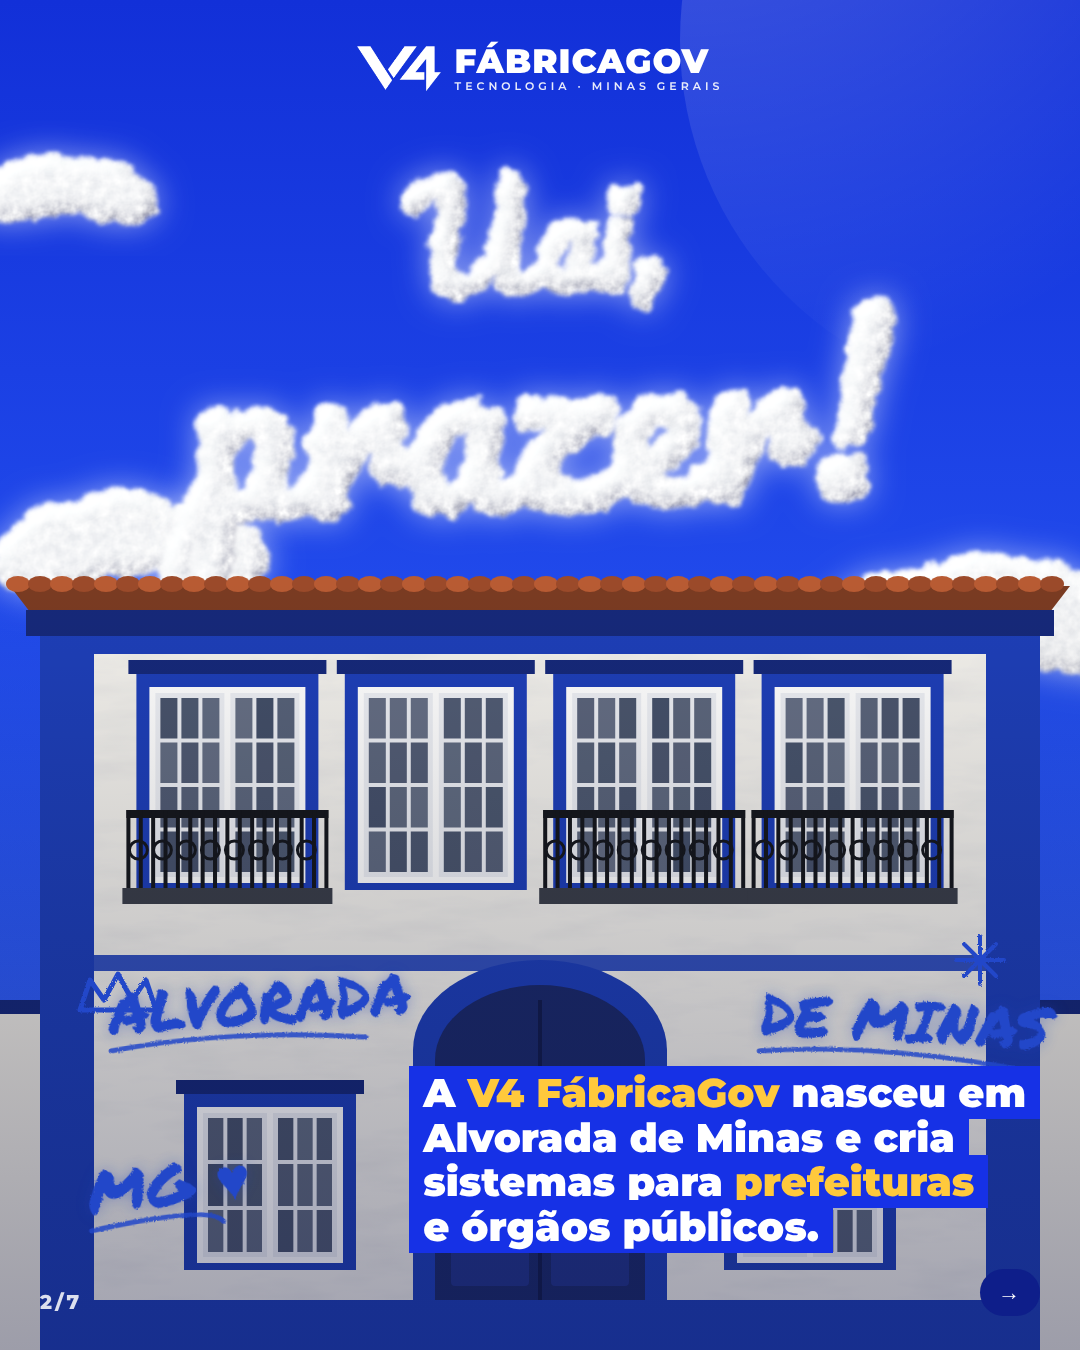 V4 FÁBRICAGOV
TECNOLOGIA · MINAS GERAIS
Uai,
prazer!
ALVORADA
DE MINAS
MG ♥
A V4 FábricaGov nasceu em
Alvorada de Minas e cria
sistemas para prefeituras
e órgãos públicos.
2/7
→